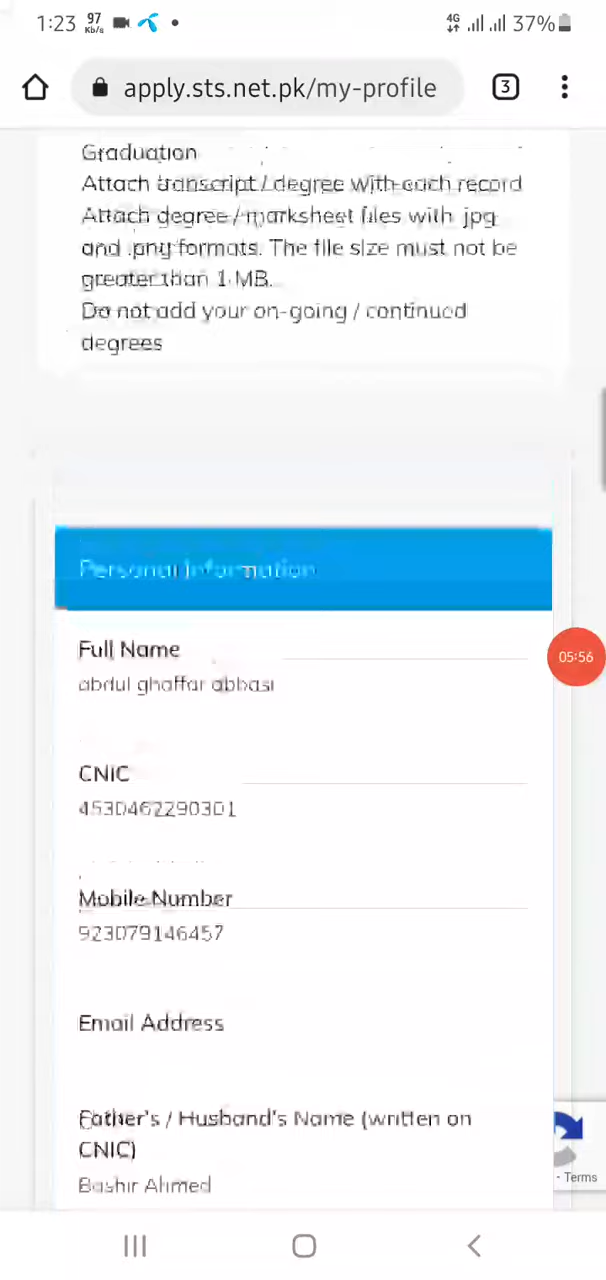 1:23 97 Kb/s 4G 37%
apply.sts.net.pk/my-profile 3
Graduation
Attach transcript / degree with each record
Attach degree / marksheet files with jpg
and .png formats. The file size must not be
greater than 1 MB.
Do not add your on-going / continued
degrees
Personal Information
Full Name
abdul ghaffar abbasi
05:56
CNIC
4530462290301
Mobile Number
923079146457
Email Address
Father's / Husband's Name (written on
CNIC)
Bashir Ahmed
- Terms